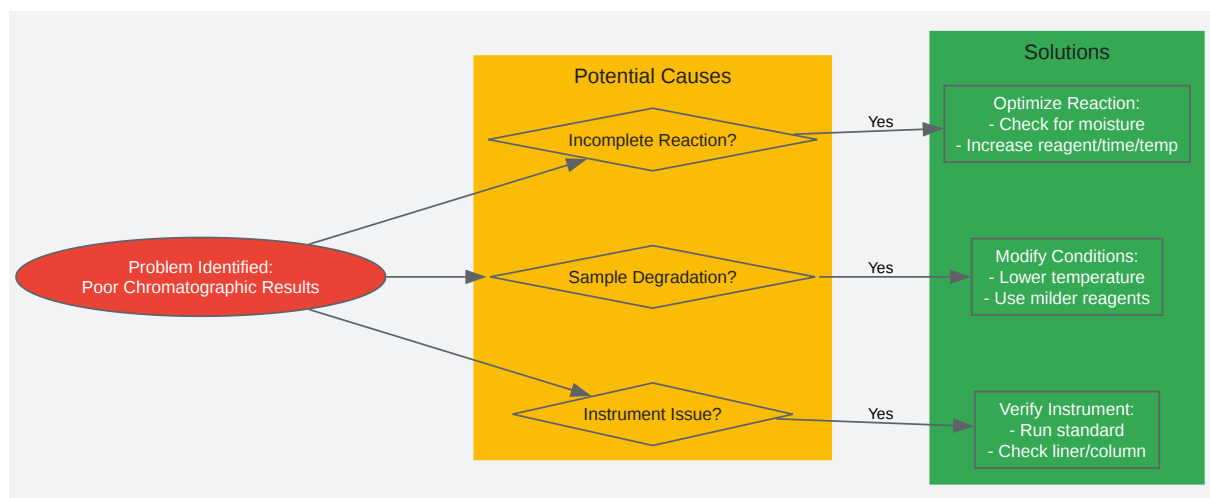 Problem Identified:
Poor Chromatographic Results
Potential Causes
Incomplete Reaction?
Sample Degradation?
Instrument Issue?
Yes
Yes
Yes
Solutions
Optimize Reaction:
- Check for moisture
- Increase reagent/time/temp
Modify Conditions:
- Lower temperature
- Use milder reagents
Verify Instrument:
- Run standard
- Check liner/column